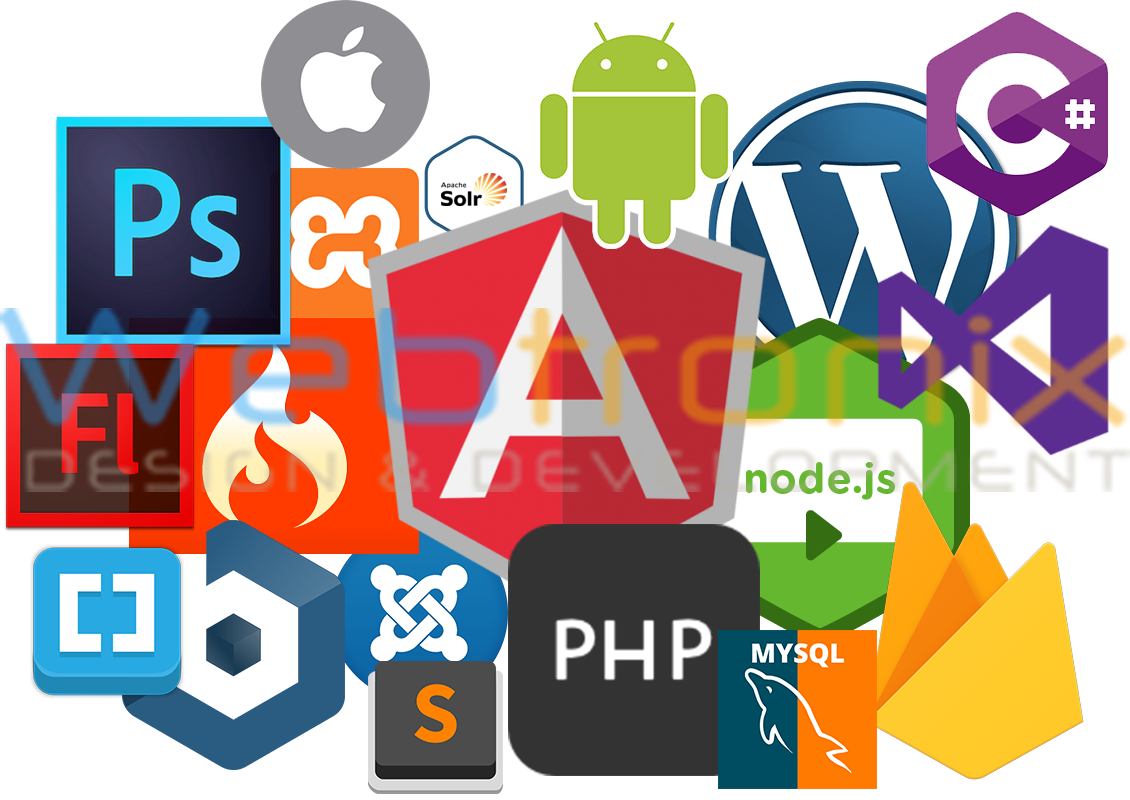 Ps
Apache
Solr
W
C#
A
Webtronix
DESIGN & DEVELOPMENT
Fl
node.js
PHP
MYSQL
S